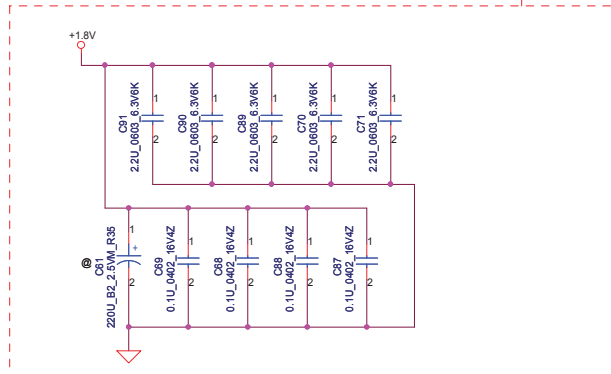 +1.8V
C91
2.2U_0603_6.3V6K
1
2
C90
2.2U_0603_6.3V6K
1
2
C89
2.2U_0603_6.3V6K
1
2
C70
2.2U_0603_6.3V6K
1
2
C71
2.2U_0603_6.3V6K
1
2
@
C61
220U_B2_2.5VM_R35
1
+
2
C69
0.1U_0402_16V4Z
1
2
C68
0.1U_0402_16V4Z
1
2
C88
0.1U_0402_16V4Z
1
2
C87
0.1U_0402_16V4Z
1
2